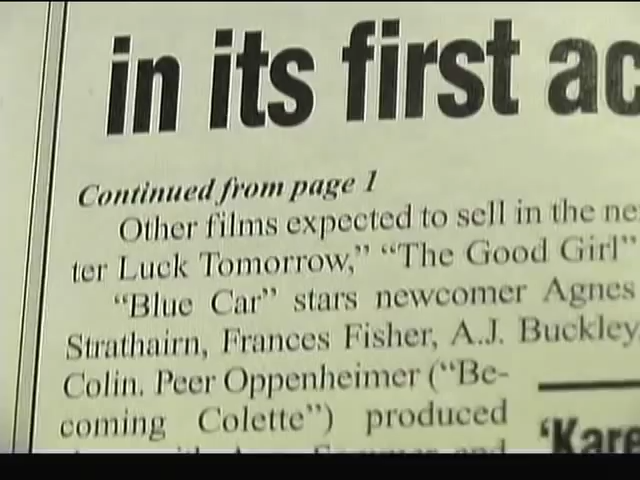 in its first ac
Continued from page 1
Other films expected to sell in the ne
ter Luck Tomorrow,” “The Good Girl”
“Blue Car” stars newcomer Agnes
Strathairn, Frances Fisher, A.J. Buckley,
Colin. Peer Oppenheimer (“Be-
coming Colette”) produced
‘Kare